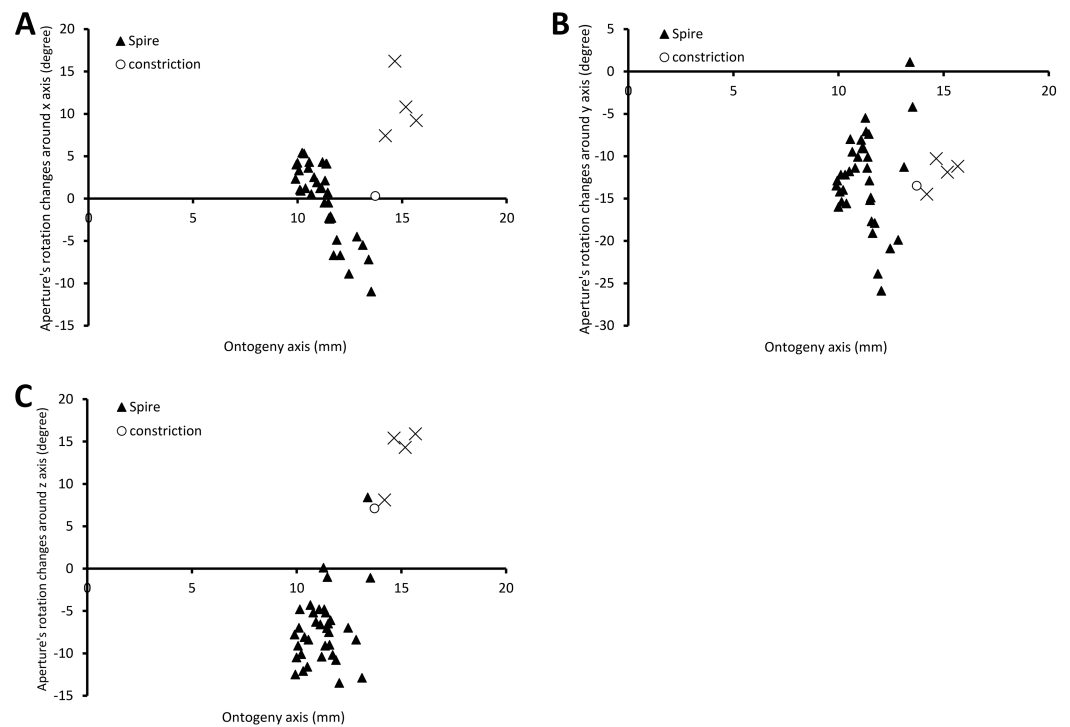 A
Aperture's rotation changes around x axis (degree)
20
15
10
5
0
-5
-10
-15
0
5
10
15
20
Spire
constriction
Ontogeny axis (mm)
B
Aperture's rotation changes around y axis (degree)
5
0
-5
-10
-15
-20
-25
-30
0
5
10
15
20
Spire
constriction
Ontogeny axis (mm)
C
Aperture's rotation changes around z axis (degree)
20
15
10
5
0
-5
-10
-15
0
5
10
15
20
Spire
constriction
Ontogeny axis (mm)